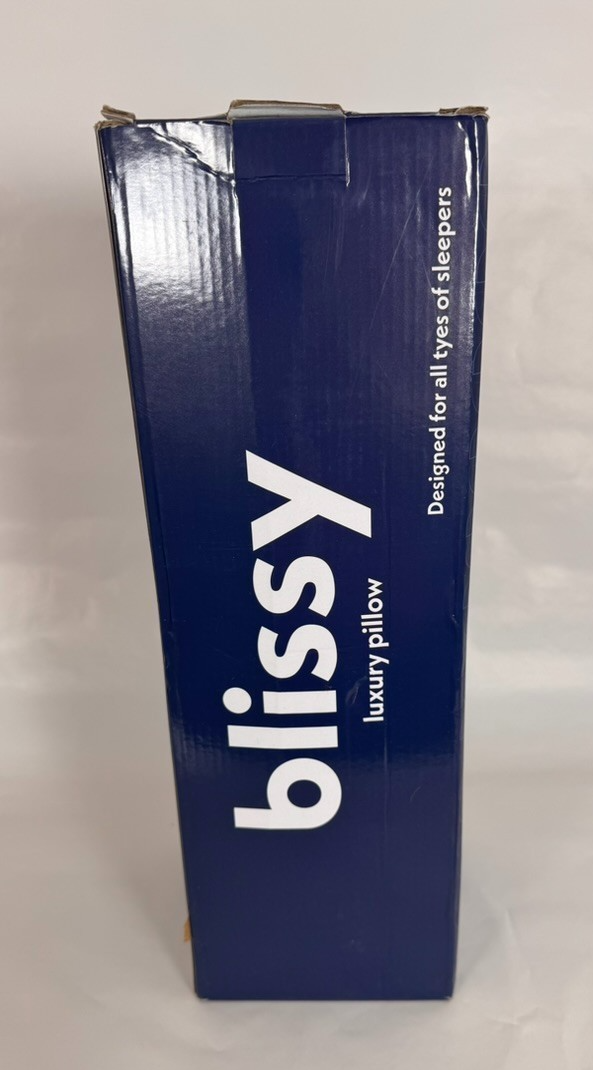 blissy
luxury pillow
Designed for all tyes of sleepers